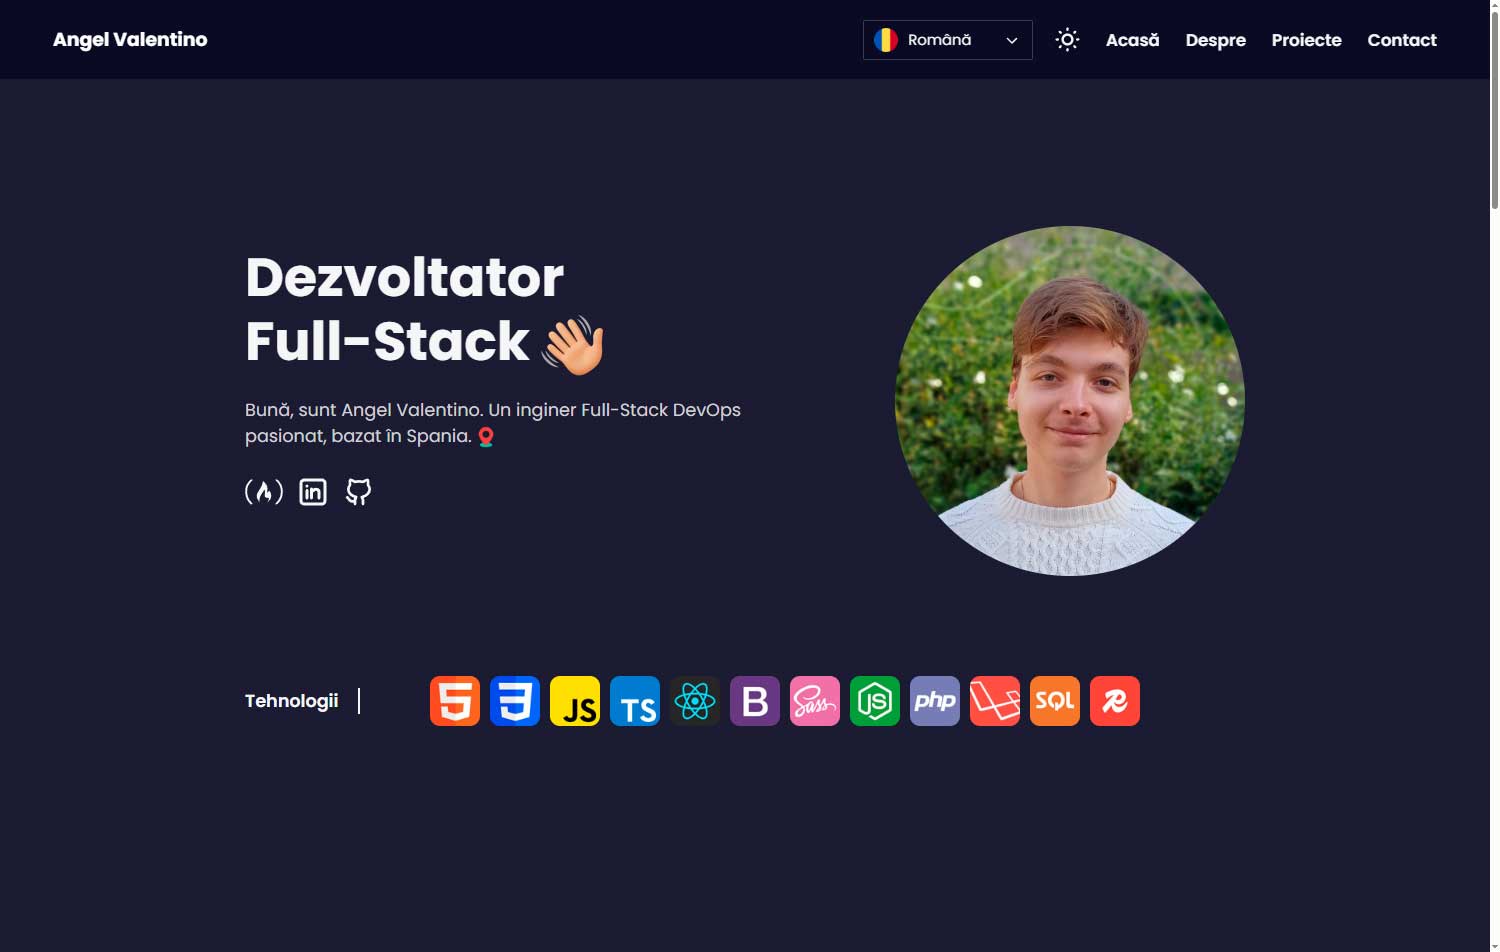 Angel Valentino
Română
Acasă
Despre
Proiecte
Contact
Dezvoltator
Full-Stack
Bună, sunt Angel Valentino. Un inginer Full-Stack DevOps
pasionat, bazat în Spania.
in
Tehnologii
5
3
JS
TS
B
Sass
JS
php
SQL
R